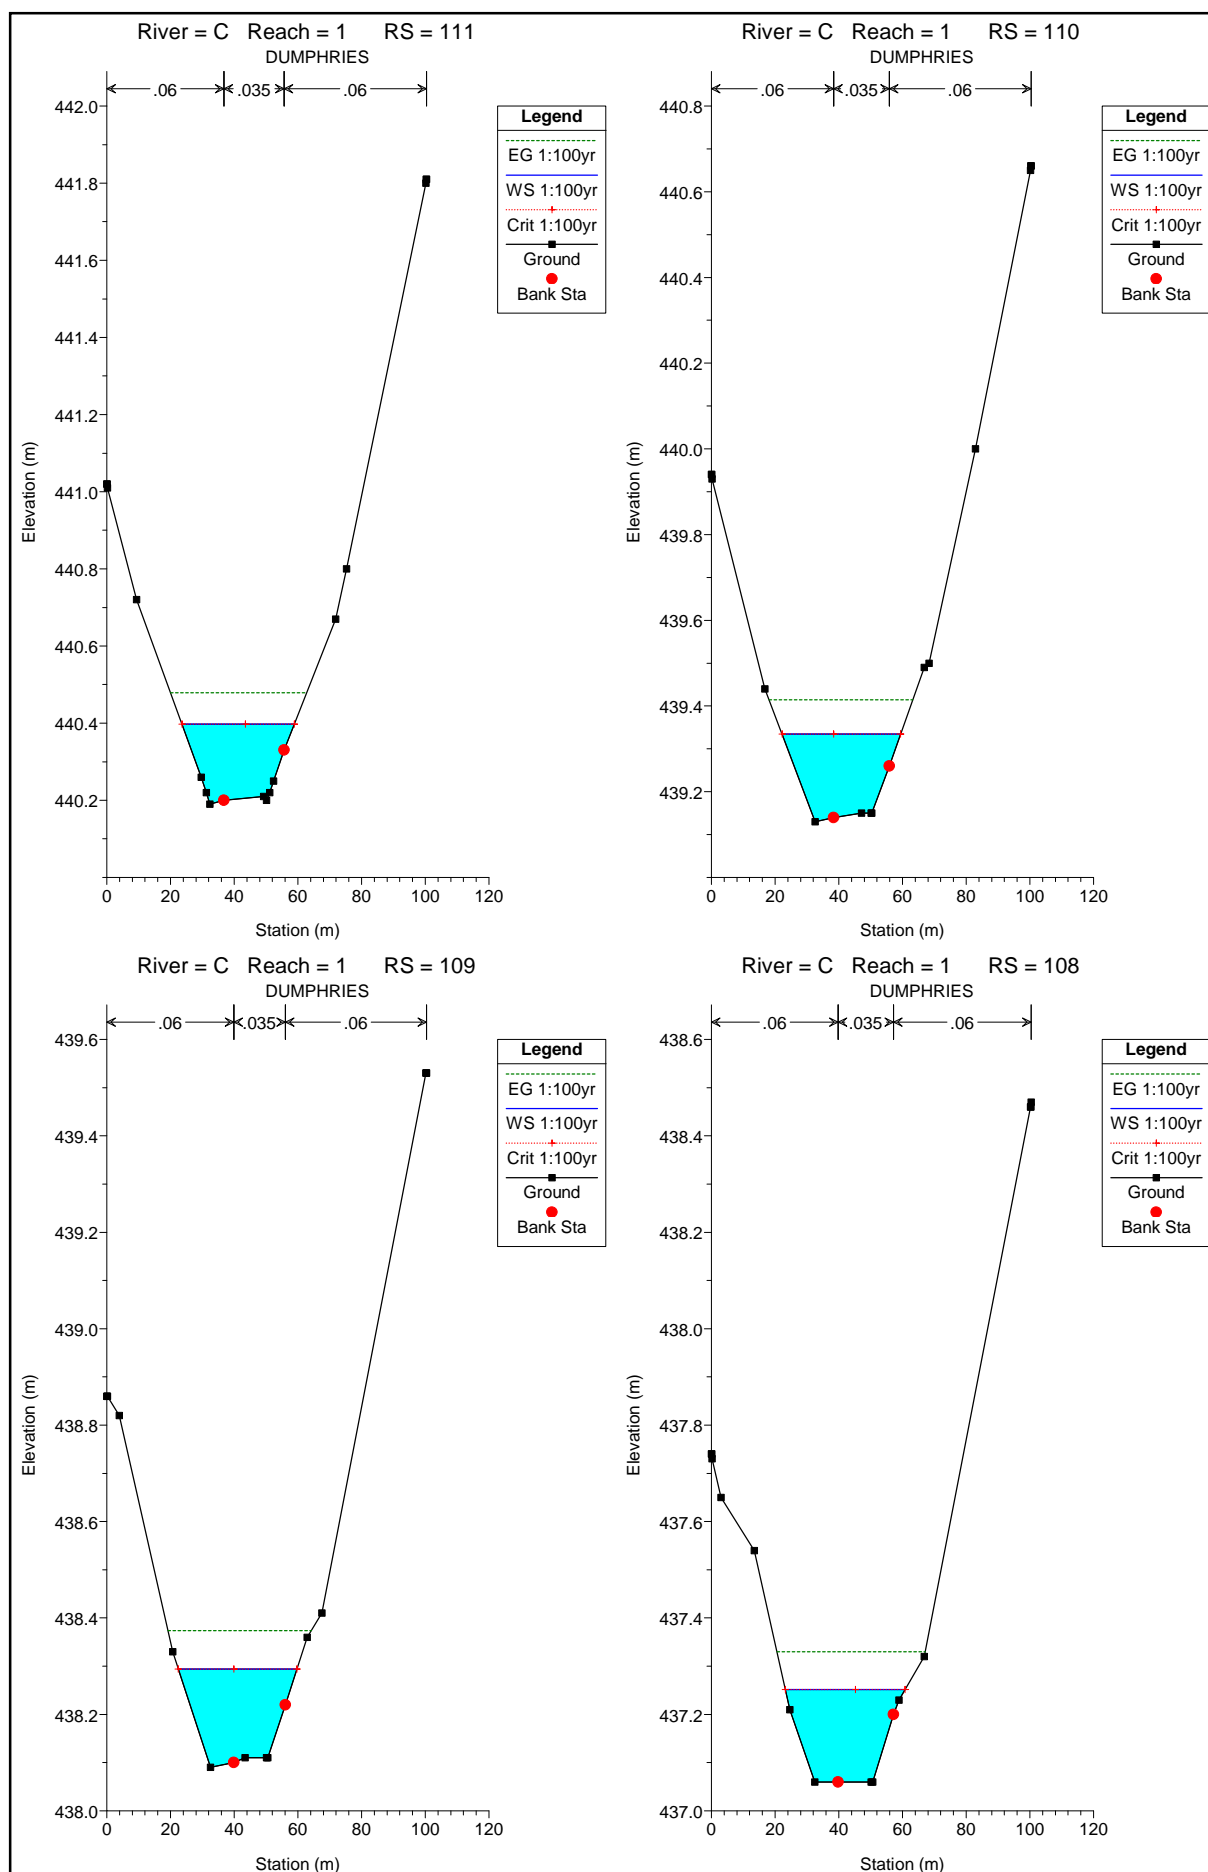 River = C   Reach = 1      RS = 111
DUMPHRIES
.06
.035
.06
442.0
441.8
441.6
441.4
441.2
441.0
440.8
440.6
440.4
440.2
Elevation (m)
0 20 40 60 80 100 120
Station (m)
Legend
EG 1:100yr
WS 1:100yr
Crit 1:100yr
Ground
Bank Sta
River = C   Reach = 1      RS = 110
DUMPHRIES
.06
.035
.06
440.8
440.6
440.4
440.2
440.0
439.8
439.6
439.4
439.2
Elevation (m)
0 20 40 60 80 100 120
Station (m)
Legend
EG 1:100yr
WS 1:100yr
Crit 1:100yr
Ground
Bank Sta
River = C   Reach = 1      RS = 109
DUMPHRIES
.06
.035
.06
439.6
439.4
439.2
439.0
438.8
438.6
438.4
438.2
438.0
Elevation (m)
0 20 40 60 80 100 120
Station (m)
Legend
EG 1:100yr
WS 1:100yr
Crit 1:100yr
Ground
Bank Sta
River = C   Reach = 1      RS = 108
DUMPHRIES
.06
.035
.06
438.6
438.4
438.2
438.0
437.8
437.6
437.4
437.2
437.0
Elevation (m)
0 20 40 60 80 100 120
Station (m)
Legend
EG 1:100yr
WS 1:100yr
Crit 1:100yr
Ground
Bank Sta